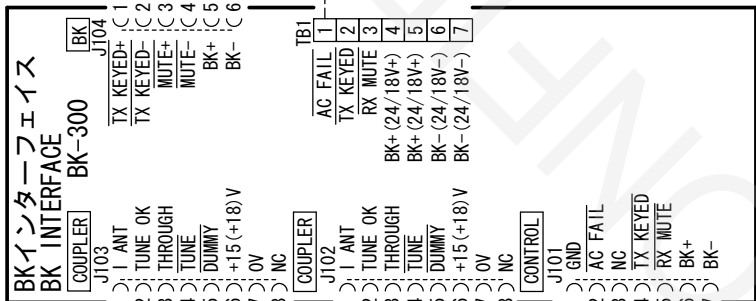 BKインターフェイス
BK INTERFACE
BK-300
BK
J104
TX KEYED+ 1
TX KEYED- 2
MUTE+ 3
MUTE- 4
BK+ 5
BK- 6
TB1
AC FAIL 1
TX KEYED 2
RX MUTE 3
BK+(24/18V+) 4
BK+(24/18V+) 5
BK-(24/18V-) 6
BK-(24/18V-) 7
COUPLER
J103
I ANT
TUNE OK
THROUGH
TUNE
DUMMY
+15(+18)V
0V
NC
COUPLER
J102
I ANT
TUNE OK
THROUGH
TUNE
DUMMY
+15(+18)V
0V
NC
CONTROL
J101
GND
AC FAIL
NC
TX KEYED
RX MUTE
BK+
BK-